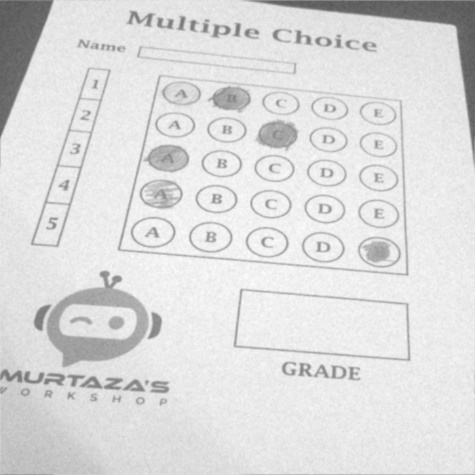 Multiple Choice
Name
1 A B C D E
2 A B C D E
3 A B C D E
4 A B C D E
5 A B C D
GRADE
MURTAZA'S
WORKSHOP